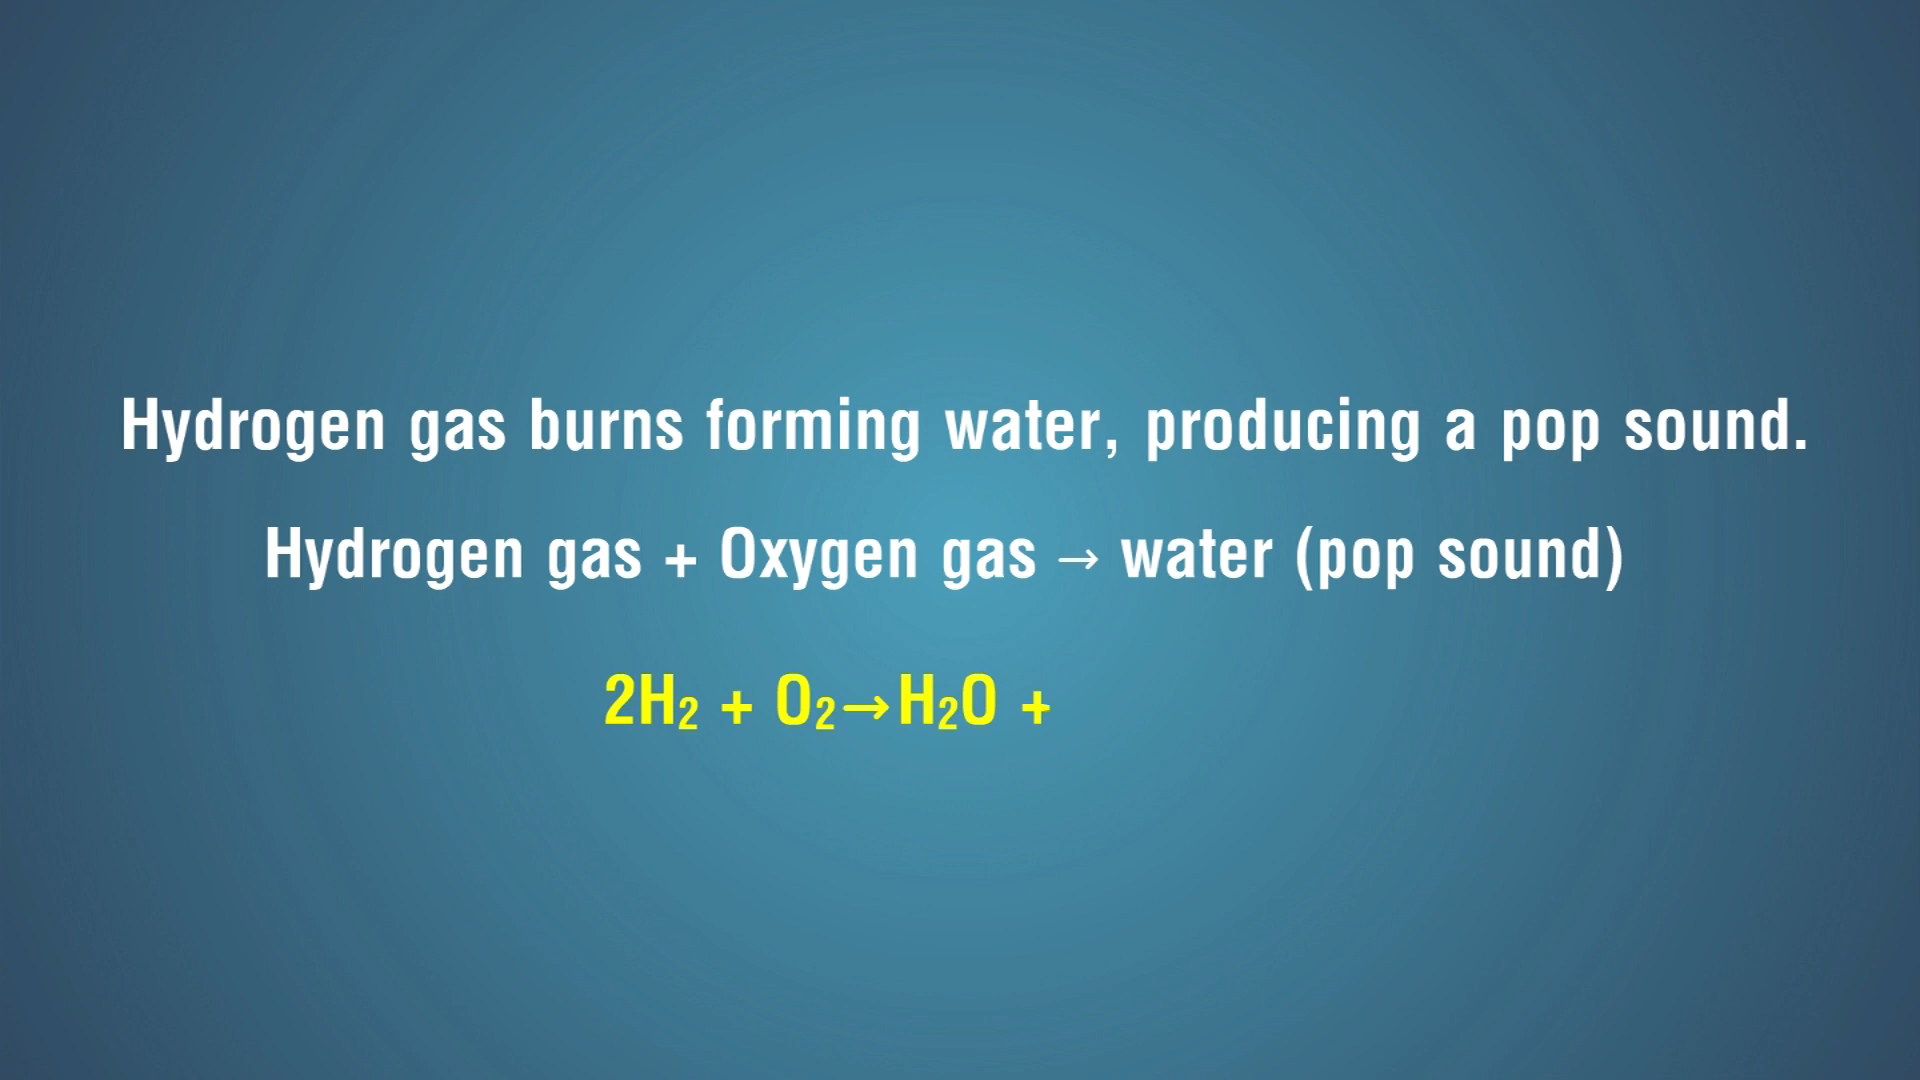 Hydrogen gas burns forming water, producing a pop sound.
Hydrogen gas + Oxygen gas → water (pop sound)
2H₂ + O₂→H₂O +